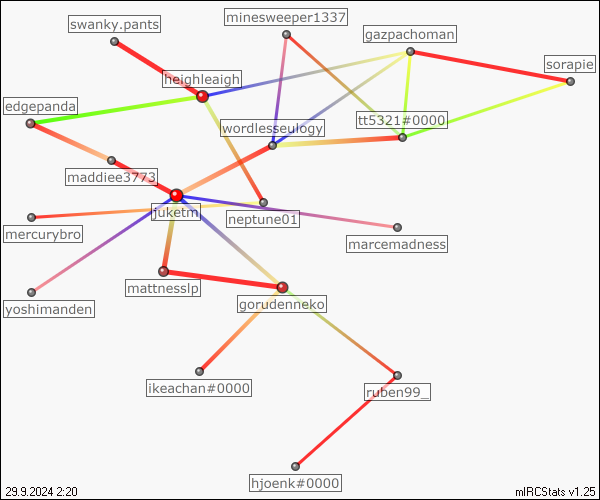 minesweeper1337
swanky.pants
gazpachoman
sorapie
heighleaigh
edgepanda
tt5321#0000
wordlesseulogy
maddiee3773
juketm
neptune01
mercurybro
marcemadness
mattnesslp
yoshimanden
gorudenneko
ikeachan#0000
ruben99_
hjoenk#0000
29.9.2024 2:20
mIRCStats v1.25